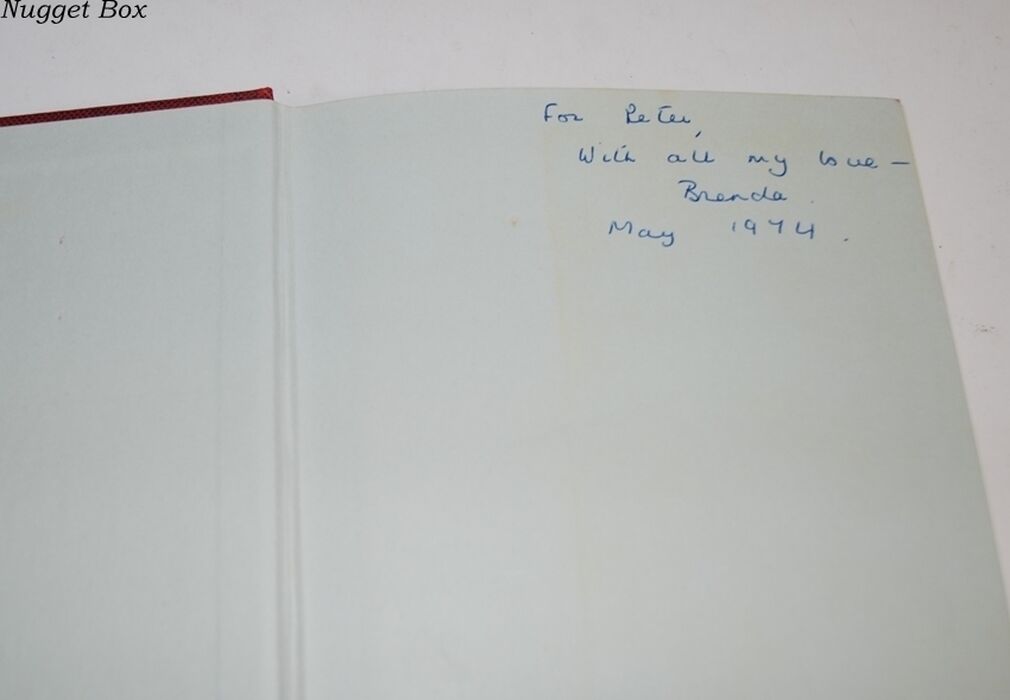 Nugget Box
For Peter,
With all my love –
Brenda.
May 1974.